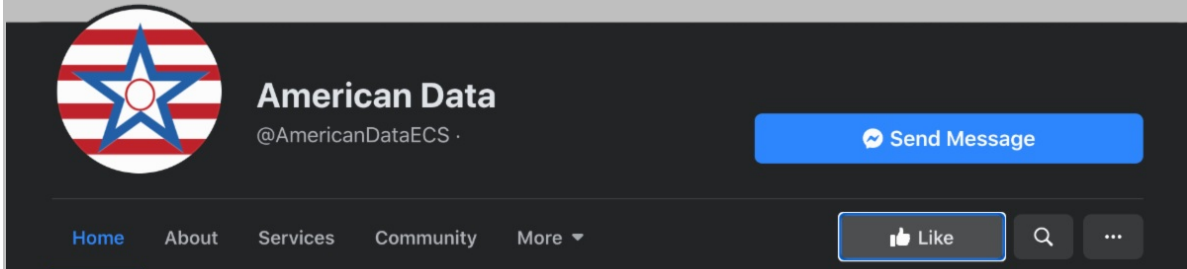 American Data
@AmericanDataECS ·
Send Message
Home About Services Community More
Like